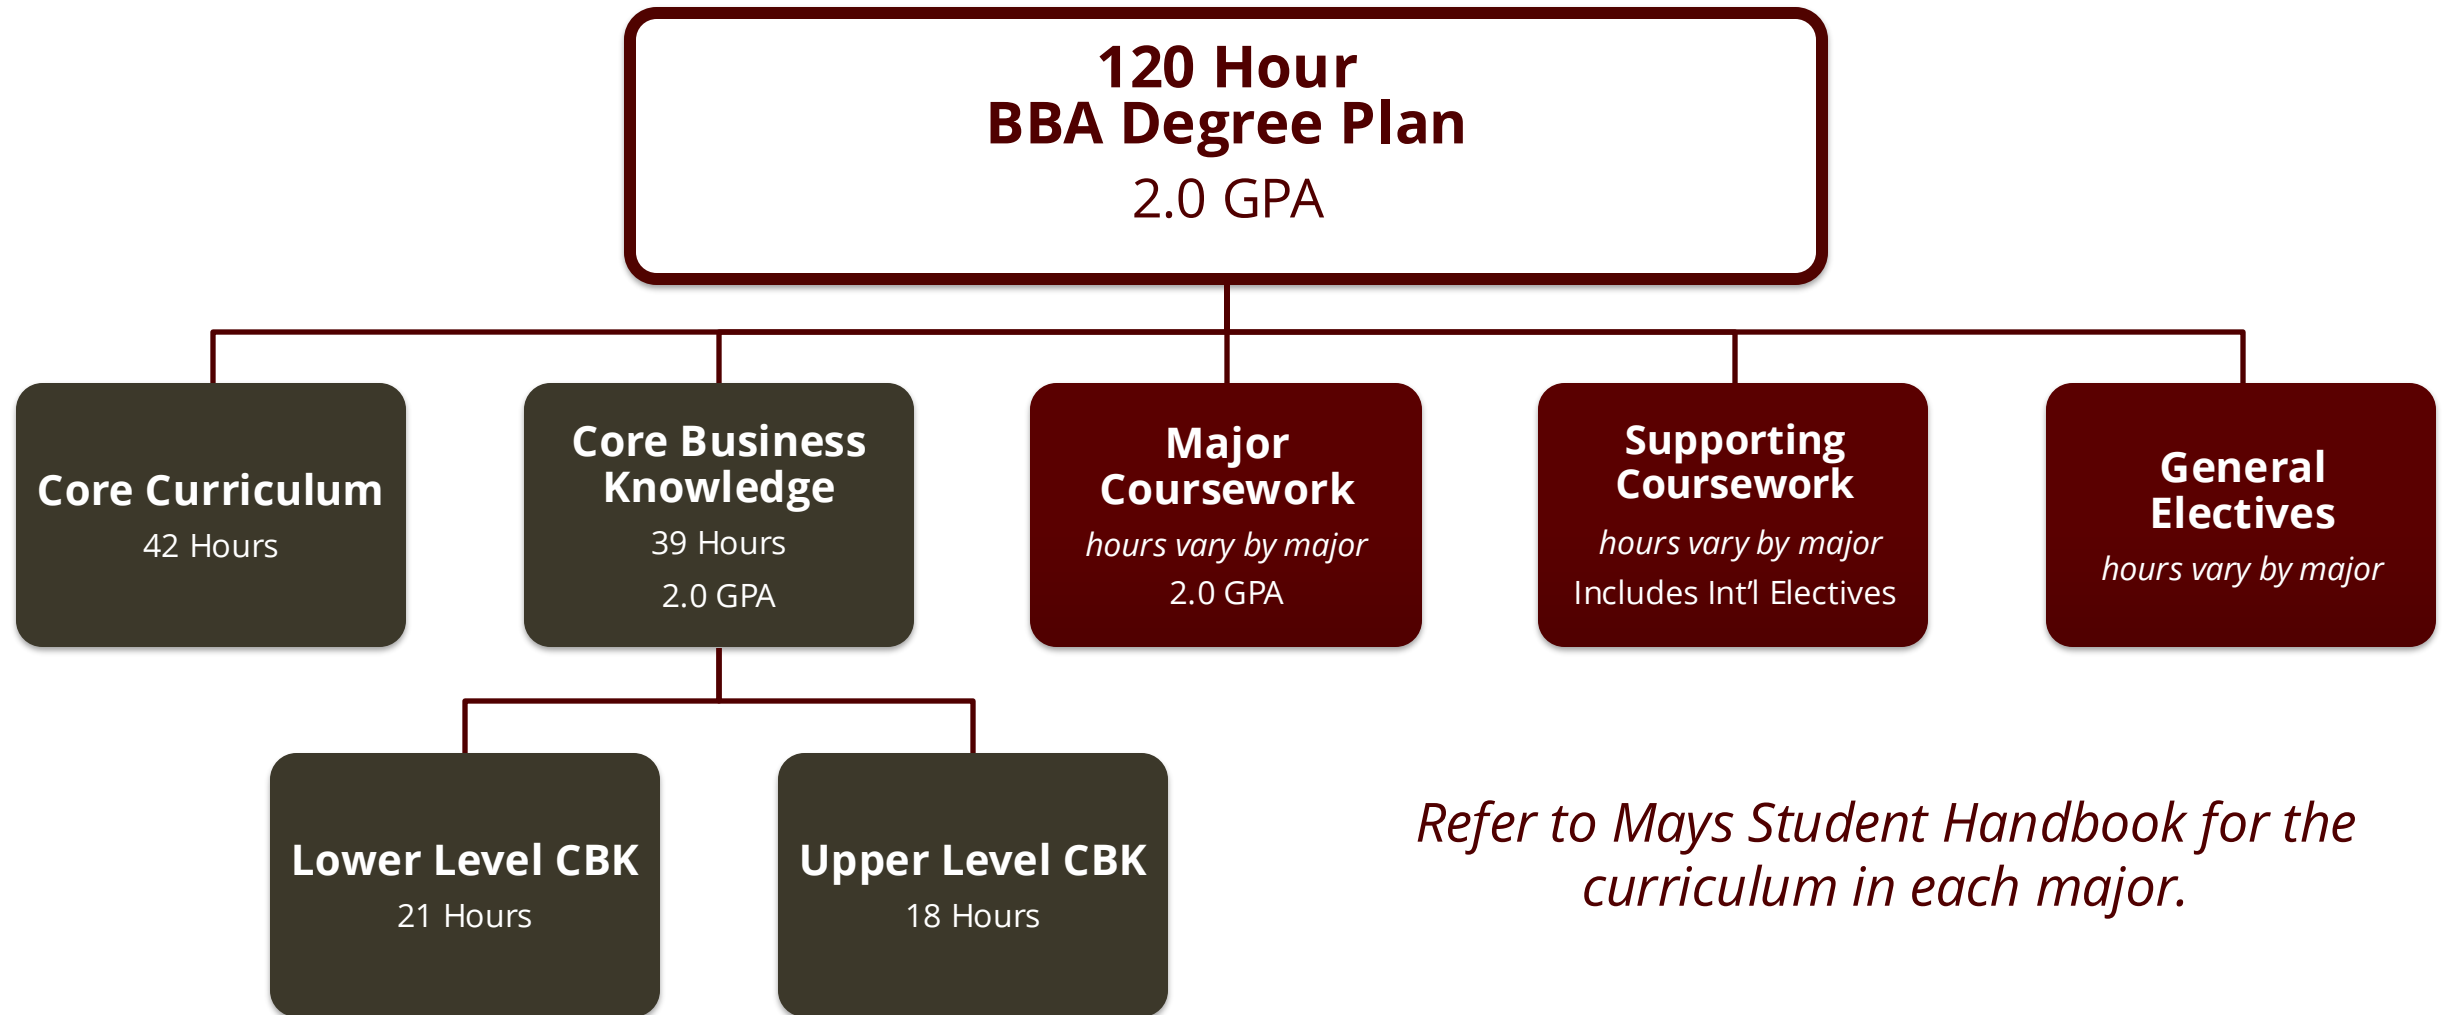 120 Hour
BBA Degree Plan
2.0 GPA
Core Curriculum
42 Hours
Core Business
Knowledge
39 Hours
2.0 GPA
Major
Coursework
hours vary by major
2.0 GPA
Supporting
Coursework
hours vary by major
Includes Int’l Electives
General
Electives
hours vary by major
Lower Level CBK
21 Hours
Upper Level CBK
18 Hours
Refer to Mays Student Handbook for the
curriculum in each major.